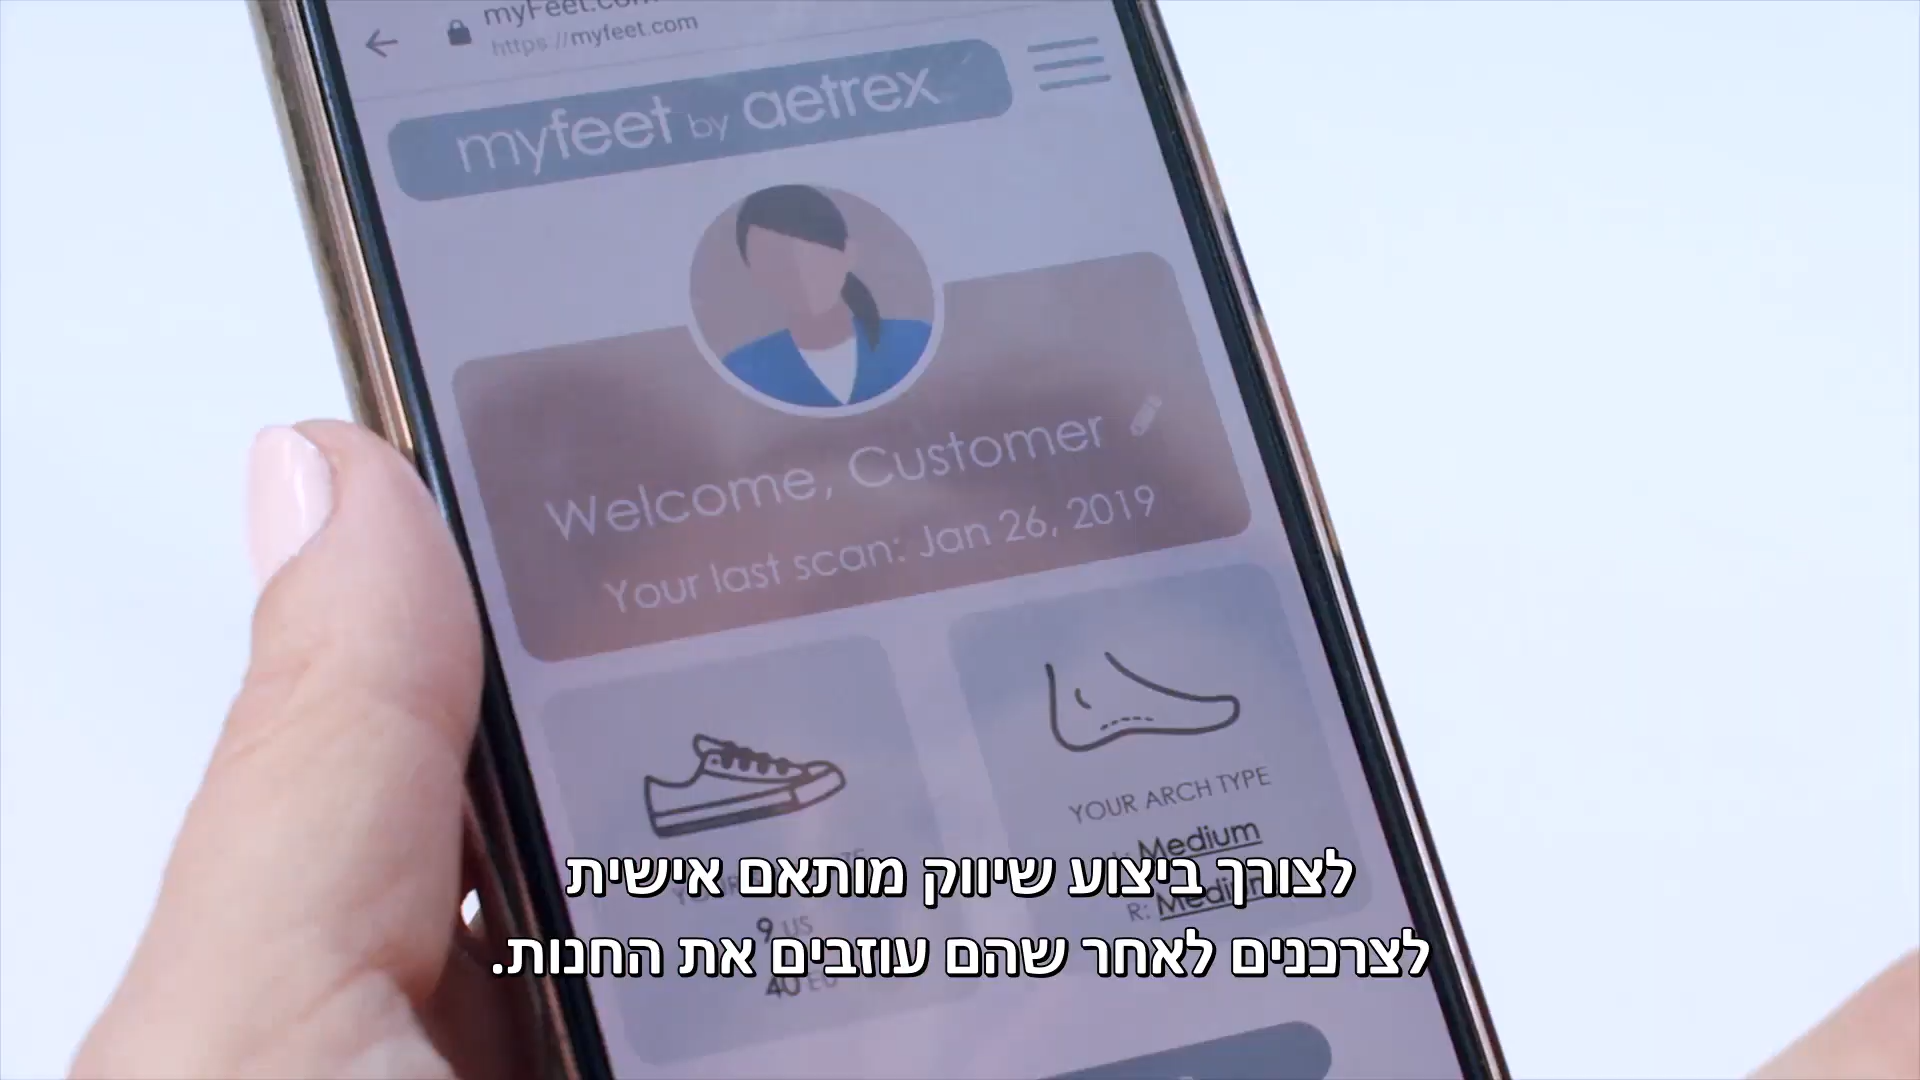 myFeet.com
https://myfeet.com
myfeet by aetrex
Welcome, Customer
Your last scan: Jan 26, 2019
YOUR ARCH TYPE
Medium
R: Medium
9 US
40 EU
לצורך ביצוע שיווק מותאם אישית
לצרכנים לאחר שהם עוזבים את החנות.